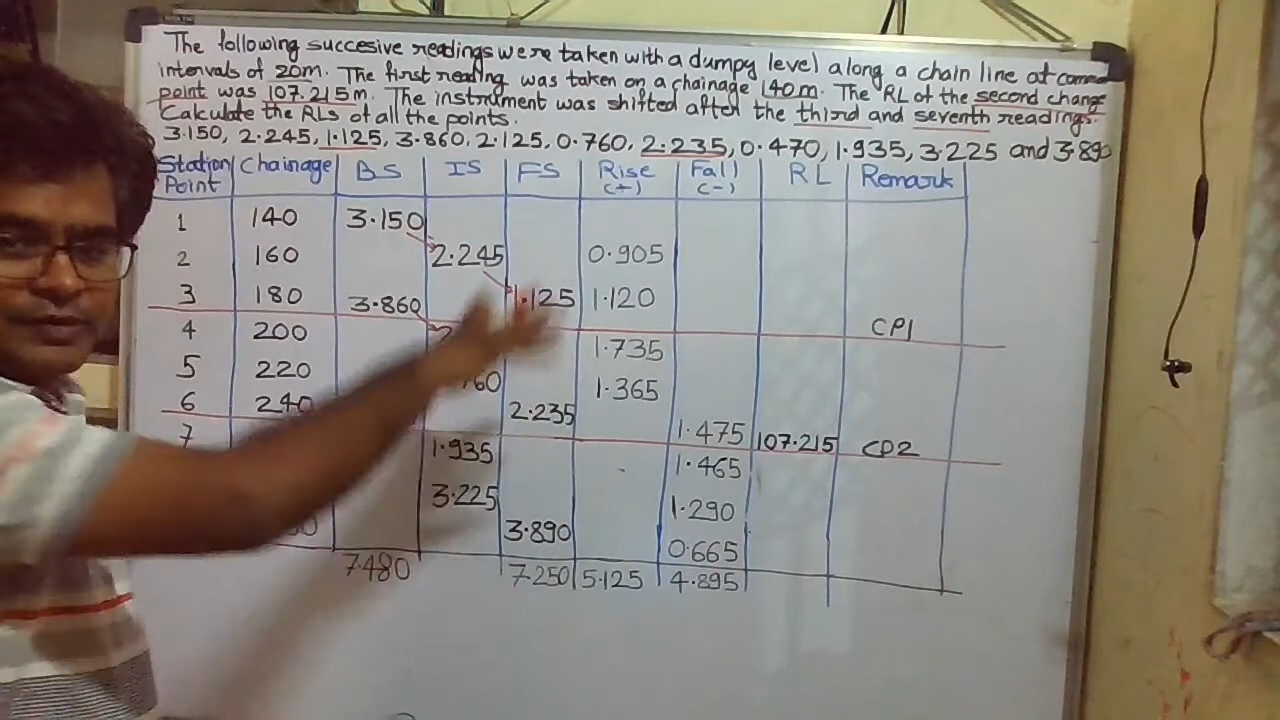 The following succesive readings were taken with a dumpy level along a chain line at common
intervals of 20m. The first reading was taken on a chainage 140m. The RL of the second change
point was 107.215m. The instrument was shifted after the third and seventh readings.
Calculate the RLs of all the points.
3.150, 2.245, 1.125, 3.860, 2.125, 0.760, 2.235, 0.470, 1.935, 3.225 and 3.890
Station Point Chainage BS IS FS Rise (+) Fall (-) RL Remark
1 140 3.150
2 160 2.245 0.905
3 180 3.860 1.125 1.120 CP1
4 200 1.735
5 220 1.365
6 240 2.235 1.475 107.215 CP2
7 1.935 1.465
3.225 1.290
3.890 0.665
7.480 7.250 5.125 4.895